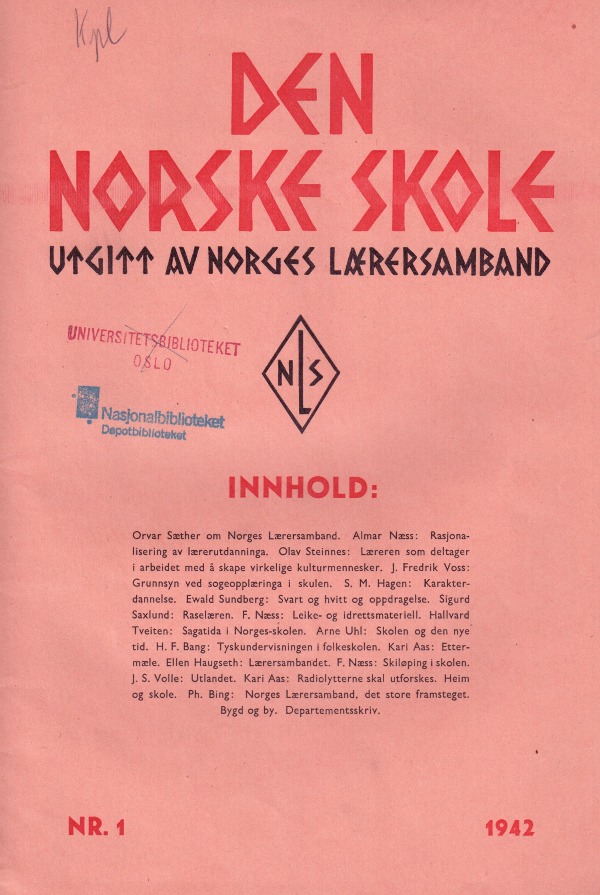 Kpl
DEN
NORSKE SKOLE
UTGITT AV NORGES LÆRERSAMBAND
UNIVERSITETSBIBLIOTEKET
OSLO
NLS
Nasjonalbiblioteket
Depotbiblioteket
INNHOLD:
Orvar Sæther om Norges Lærersamband. Almar Næss: Rasjona-
lisering av lærerutdanninga. Olav Steinnes: Læreren som deltager
i arbeidet med å skape virkelige kulturmennesker. J. Fredrik Voss:
Grunnsyn ved sogeopplæringa i skulen. S. M. Hagen: Karakter-
dannelse. Ewald Sundberg: Svart og hvitt og oppdragelse. Sigurd
Saxlund: Raselæren. F. Næss: Leike- og idrettsmateriell. Hallvard
Tveiten: Sagatida i Norges-skolen. Arne Uhl: Skolen og den nye
tid. H. F. Bang: Tyskundervisningen i folkeskolen. Kari Aas: Etter-
mæle. Ellen Haugseth: Lærersambandet. F. Næss: Skiløping i skolen.
J. S. Volle: Utlandet. Kari Aas: Radiolytterne skal utforskes. Heim
og skole. Ph. Bing: Norges Lærersamband, det store framsteget.
Bygd og by. Departementsskriv.
NR. 1
1942